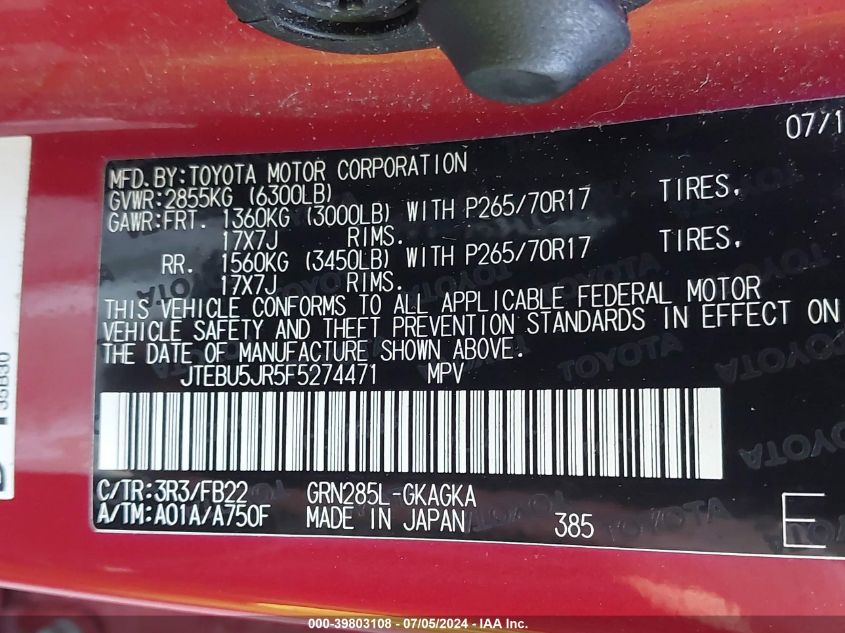 07/1
MFD.BY:TOYOTA MOTOR CORPORATION
GVWR:2855KG (6300LB)
GAWR:FRT. 1360KG (3000LB) WITH P265/70R17 TIRES,
17X7J RIMS.
RR. 1560KG (3450LB) WITH P265/70R17 TIRES,
17X7J RIMS.
THIS VEHICLE CONFORMS TO ALL APPLICABLE FEDERAL MOTOR
VEHICLE SAFETY AND THEFT PREVENTION STANDARDS IN EFFECT ON
THE DATE OF MANUFACTURE SHOWN ABOVE.
JTEBU5JR5F5274471 MPV
C/TR:3R3/FB22 GRN285L-GKAGKA
A/TM:A01A/A750F MADE IN JAPAN 385 E
35B30
000-39803108 - 07/05/2024 - IAA Inc.